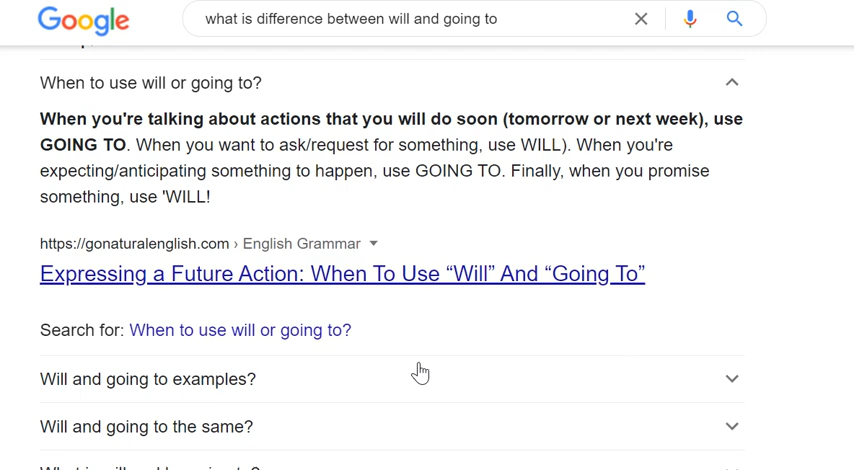 Google
what is difference between will and going to
When to use will or going to?
When you're talking about actions that you will do soon (tomorrow or next week), use
GOING TO. When you want to ask/request for something, use WILL). When you're
expecting/anticipating something to happen, use GOING TO. Finally, when you promise
something, use 'WILL!
https://gonaturalenglish.com › English Grammar
Expressing a Future Action: When To Use “Will” And “Going To”
Search for: When to use will or going to?
Will and going to examples?
Will and going to the same?